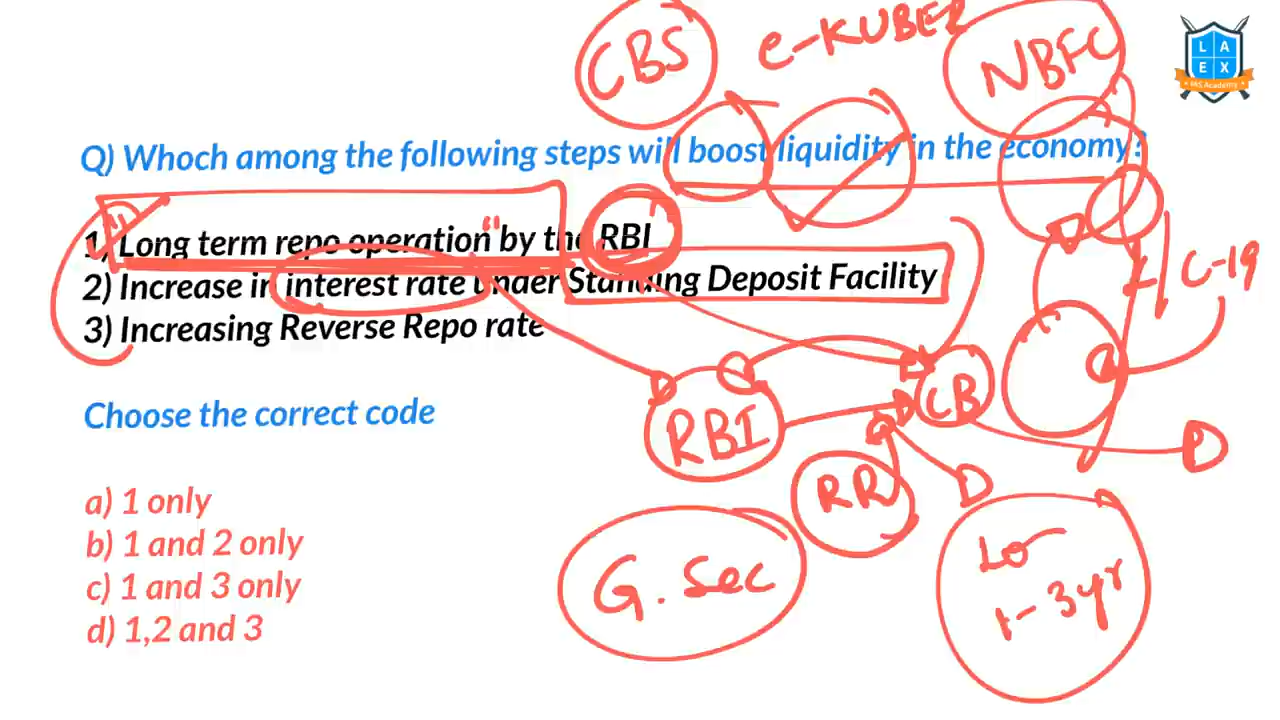 CBS
e-KUBER
NBFC
L A
E X
IAS Academy
Q) Whoch among the following steps will boost liquidity in the economy?
1) Long term repo operation by the RBI
2) Increase in interest rate under Standing Deposit Facility
3) Increasing Reverse Repo rate
C-19
Choose the correct code
RBI
CB
RR
a) 1 only
b) 1 and 2 only
c) 1 and 3 only
d) 1,2 and 3
G. Sec
1-3yr